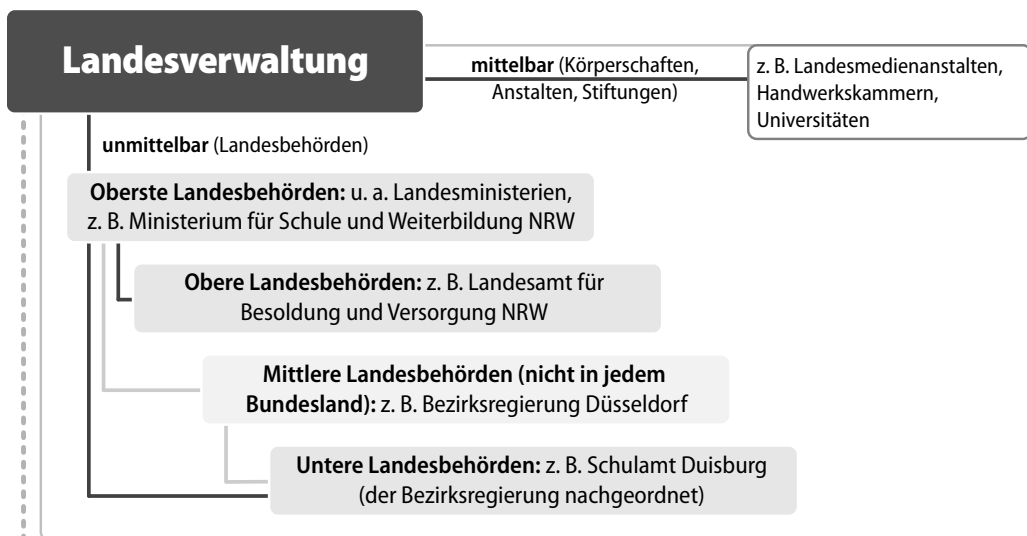 Landesverwaltung
mittelbar (Körperschaften,
Anstalten, Stiftungen)
z. B. Landesmedienanstalten,
Handwerkskammern,
Universitäten
unmittelbar (Landesbehörden)
Oberste Landesbehörden: u. a. Landesministerien,
z. B. Ministerium für Schule und Weiterbildung NRW
Obere Landesbehörden: z. B. Landesamt für
Besoldung und Versorgung NRW
Mittlere Landesbehörden (nicht in jedem
Bundesland): z. B. Bezirksregierung Düsseldorf
Untere Landesbehörden: z. B. Schulamt Duisburg
(der Bezirksregierung nachgeordnet)